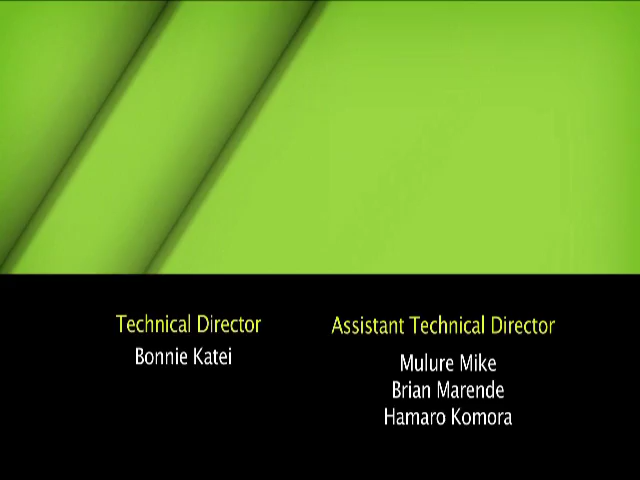 Technical Director
Bonnie Katei
Assistant Technical Director
Mulure Mike
Brian Marende
Hamaro Komora